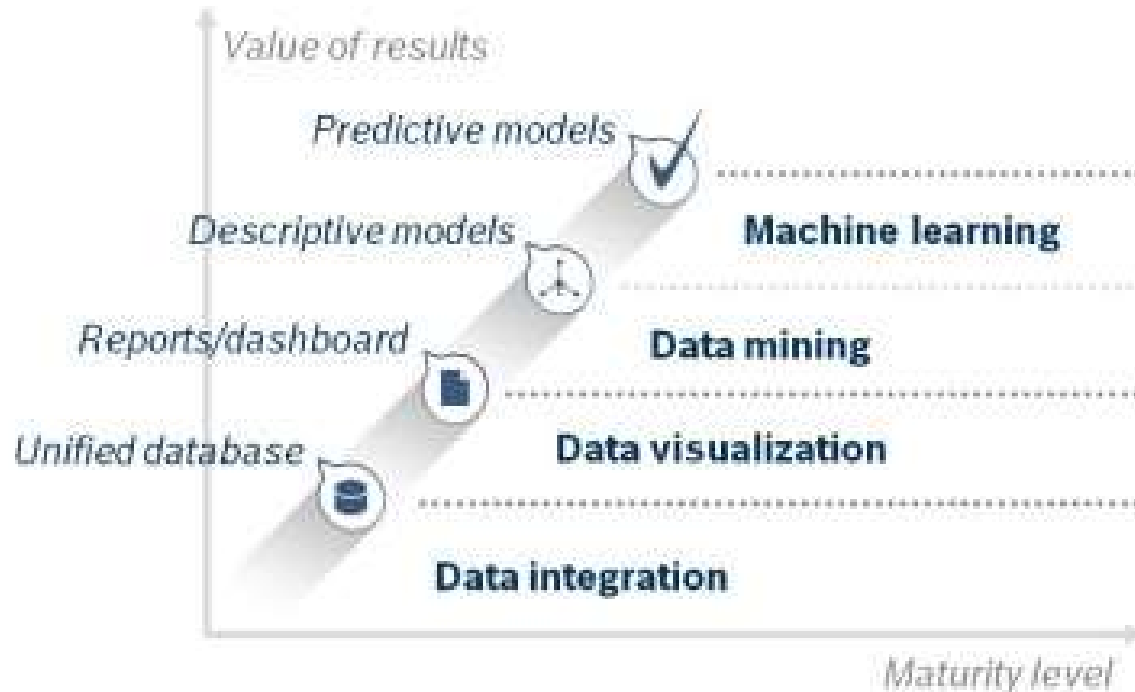 Value of results
Predictive models
Machine learning
Descriptive models
Data mining
Reports/dashboard
Data visualization
Unified database
Data integration
Maturity level